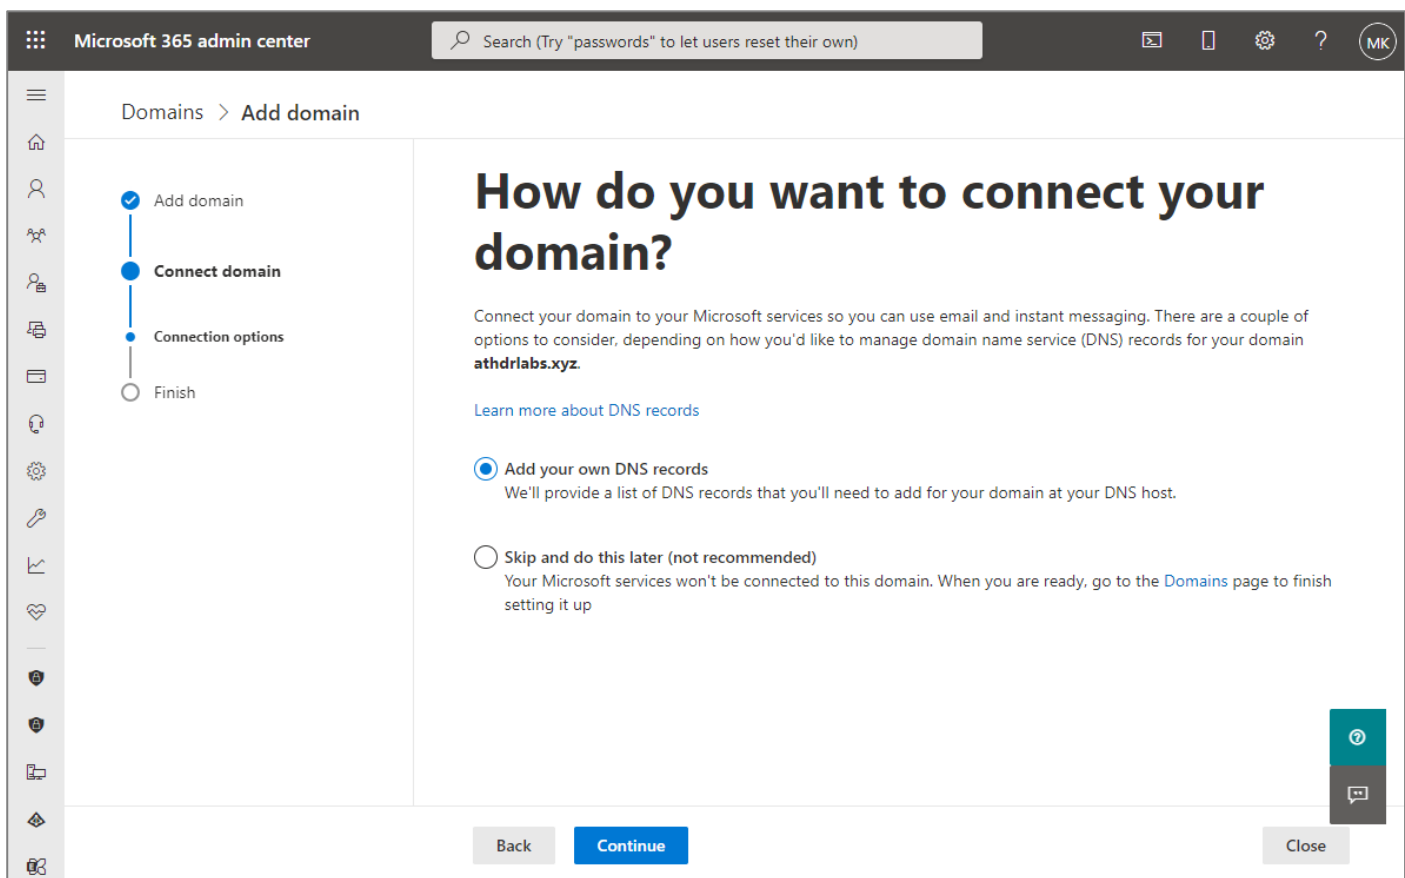 Microsoft 365 admin center
Search (Try "passwords" to let users reset their own)
MK
Domains > Add domain
Add domain
Connect domain
Connection options
Finish
How do you want to connect your
domain?
Connect your domain to your Microsoft services so you can use email and instant messaging. There are a couple of
options to consider, depending on how you'd like to manage domain name service (DNS) records for your domain
athdrlabs.xyz.
Learn more about DNS records
Add your own DNS records
We'll provide a list of DNS records that you'll need to add for your domain at your DNS host.
Skip and do this later (not recommended)
Your Microsoft services won't be connected to this domain. When you are ready, go to the Domains page to finish
setting it up
Back
Continue
Close